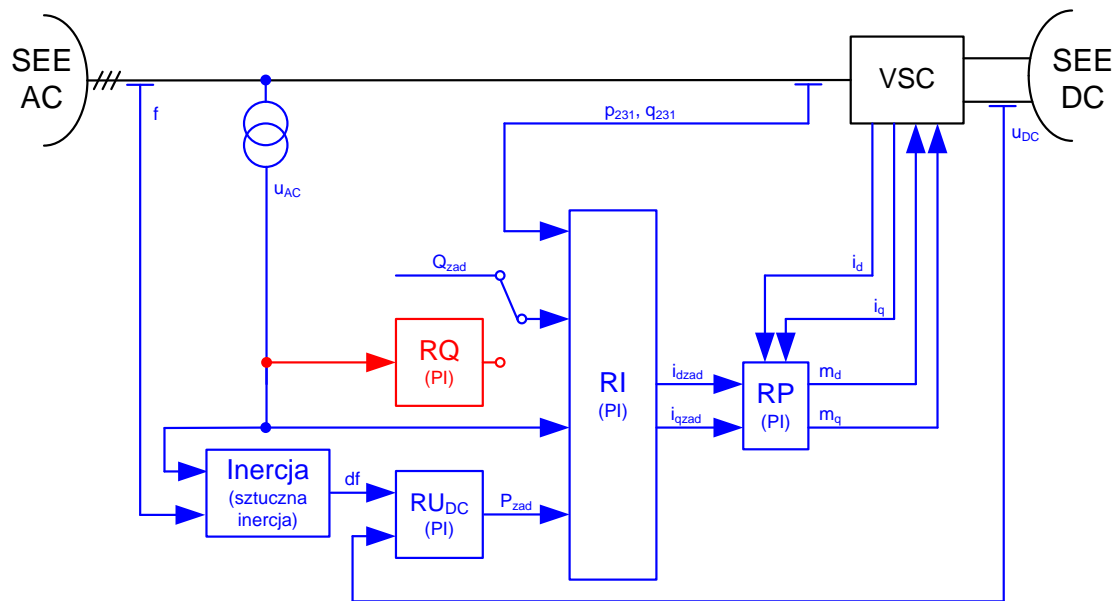 SEE
AC
VSC
SEE
DC
f
p231, q231
uDC
uAC
Qzad
id
iq
RQ
(PI)
RI
(PI)
idzad
iqzad
RP
(PI)
md
mq
Inercja
(sztuczna
inercja)
df
RUDC
(PI)
Pzad